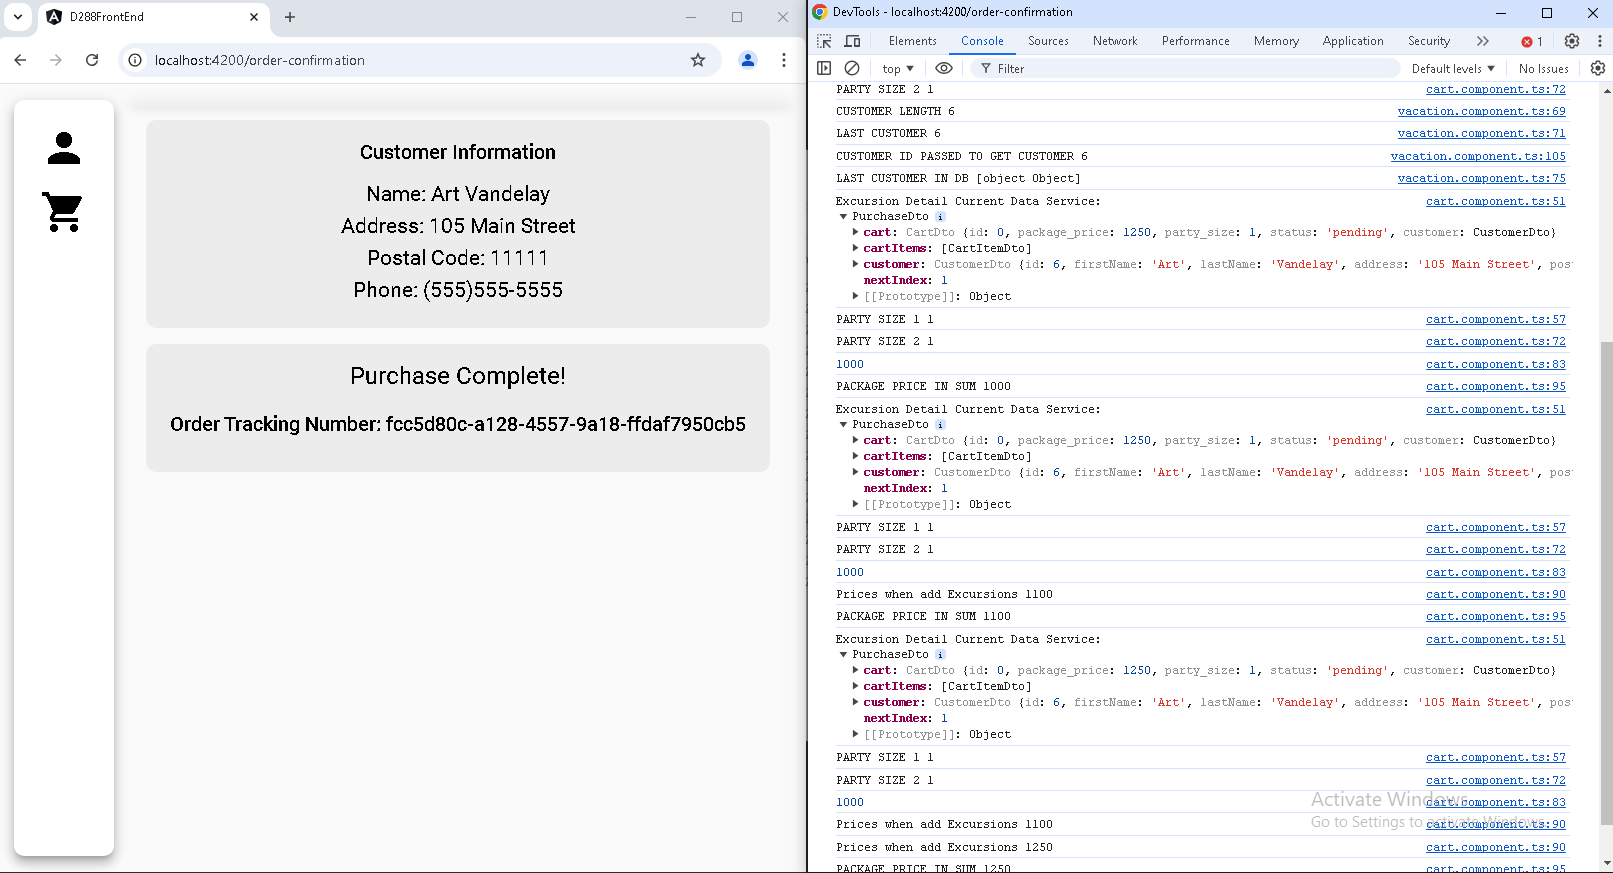 D288FrontEnd
localhost:4200/order-confirmation
Customer Information
Name: Art Vandelay
Address: 105 Main Street
Postal Code: 11111
Phone: (555)555-5555
Purchase Complete!
Order Tracking Number: fcc5d80c-a128-4557-9a18-ffdaf7950cb5
DevTools - localhost:4200/order-confirmation
Elements Console Sources Network Performance Memory Application Security 1
top Filter Default levels No Issues
PARTY SIZE 2 1 cart.component.ts:72
CUSTOMER LENGTH 6 vacation.component.ts:69
LAST CUSTOMER 6 vacation.component.ts:71
CUSTOMER ID PASSED TO GET CUSTOMER 6 vacation.component.ts:105
LAST CUSTOMER IN DB [object Object] vacation.component.ts:75
Excursion Detail Current Data Service: cart.component.ts:51
PurchaseDto i
cart: CartDto {id: 0, package_price: 1250, party_size: 1, status: 'pending', customer: CustomerDto}
cartItems: [CartItemDto]
customer: CustomerDto {id: 6, firstName: 'Art', lastName: 'Vandelay', address: '105 Main Street', pos
nextIndex: 1
[[Prototype]]: Object
PARTY SIZE 1 1 cart.component.ts:57
PARTY SIZE 2 1 cart.component.ts:72
1000 cart.component.ts:83
PACKAGE PRICE IN SUM 1000 cart.component.ts:95
Excursion Detail Current Data Service: cart.component.ts:51
PurchaseDto i
cart: CartDto {id: 0, package_price: 1250, party_size: 1, status: 'pending', customer: CustomerDto}
cartItems: [CartItemDto]
customer: CustomerDto {id: 6, firstName: 'Art', lastName: 'Vandelay', address: '105 Main Street', pos
nextIndex: 1
[[Prototype]]: Object
PARTY SIZE 1 1 cart.component.ts:57
PARTY SIZE 2 1 cart.component.ts:72
1000 cart.component.ts:83
Prices when add Excursions 1100 cart.component.ts:90
PACKAGE PRICE IN SUM 1100 cart.component.ts:95
Excursion Detail Current Data Service: cart.component.ts:51
PurchaseDto i
cart: CartDto {id: 0, package_price: 1250, party_size: 1, status: 'pending', customer: CustomerDto}
cartItems: [CartItemDto]
customer: CustomerDto {id: 6, firstName: 'Art', lastName: 'Vandelay', address: '105 Main Street', pos
nextIndex: 1
[[Prototype]]: Object
PARTY SIZE 1 1 cart.component.ts:57
PARTY SIZE 2 1 cart.component.ts:72
Activate Windows
1000 cart.component.ts:83
Go to Settings to activate Windows.
Prices when add Excursions 1100 cart.component.ts:90
Prices when add Excursions 1250 cart.component.ts:90
PACKAGE PRICE IN SUM 1250 cart.component.ts:95